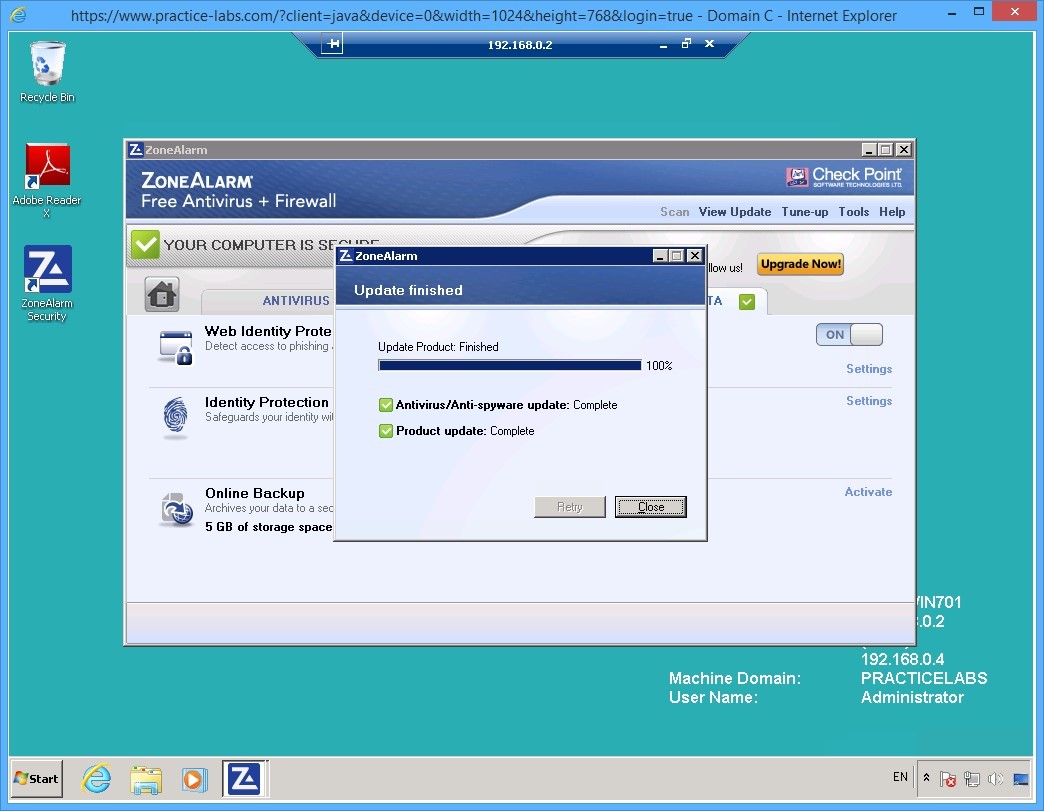 https://www.practice-labs.com/?client=java&device=0&width=1024&height=768&login=true - Domain C - Internet Explorer
192.168.0.2
Recycle Bin
Adobe Reader
X
ZoneAlarm
Security
ZoneAlarm
ZONEALARM
Free Antivirus + Firewall
Check Point
SOFTWARE TECHNOLOGIES LTD.
Scan View Update Tune-up Tools Help
YOUR COMPUTER IS SECURE
llow us!
Upgrade Now!
ANTIVIRUS
TA
Web Identity Prote
Detect access to phishing
ON
Settings
Identity Protection
Safeguards your identity wit
Settings
Online Backup
Archives your data to a sec
5 GB of storage space
Activate
ZoneAlarm
Update finished
Update Product: Finished
100%
Antivirus/Anti-spyware update: Complete
Product update: Complete
Retry
Close
IN701
.0.2
192.168.0.4
Machine Domain: PRACTICELABS
User Name: Administrator
Start
EN